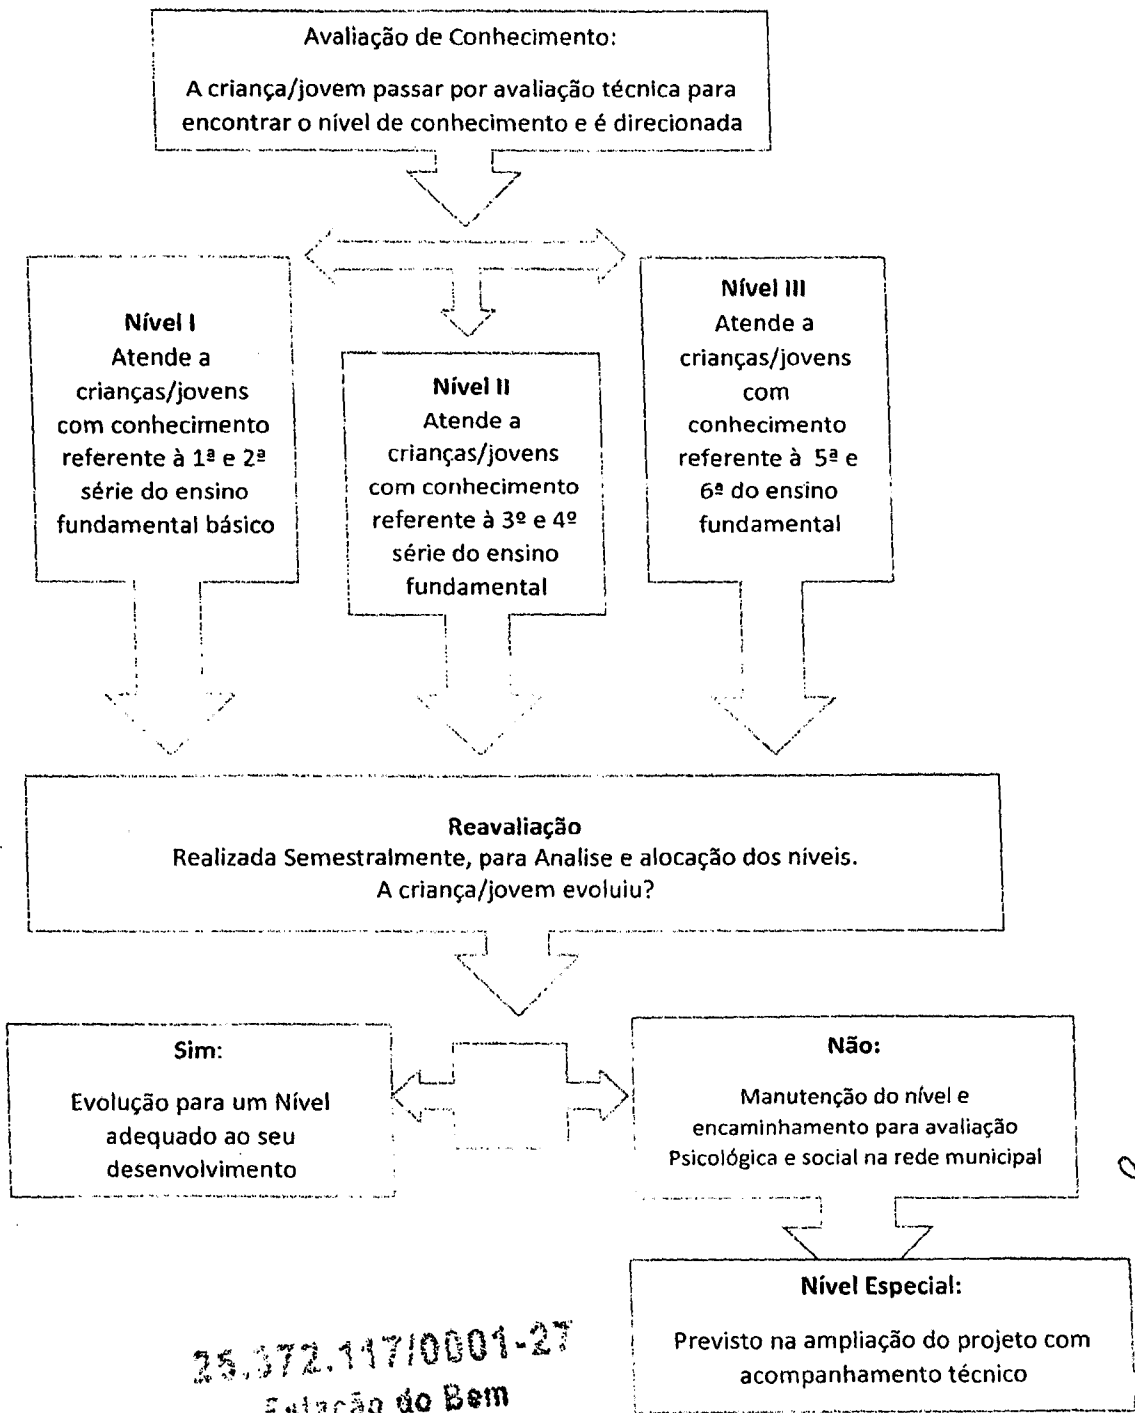 Avaliação de Conhecimento:
A criança/jovem passar por avaliação técnica para
encontrar o nível de conhecimento e é direcionada
Nível I
Atende a
crianças/jovens
com conhecimento
referente à 1ª e 2ª
série do ensino
fundamental básico
Nível II
Atende a
crianças/jovens
com conhecimento
referente à 3º e 4º
série do ensino
fundamental
Nível III
Atende a
crianças/jovens
com
conhecimento
referente à 5ª e
6ª do ensino
fundamental
Reavaliação
Realizada Semestralmente, para Analise e alocação dos níveis.
A criança/jovem evoluiu?
Sim:
Evolução para um Nível
adequado ao seu
desenvolvimento
Não:
Manutenção do nível e
encaminhamento para avaliação
Psicológica e social na rede municipal
Nível Especial:
Previsto na ampliação do projeto com
acompanhamento técnico
25.372.117/0001-27
Estação do Bem